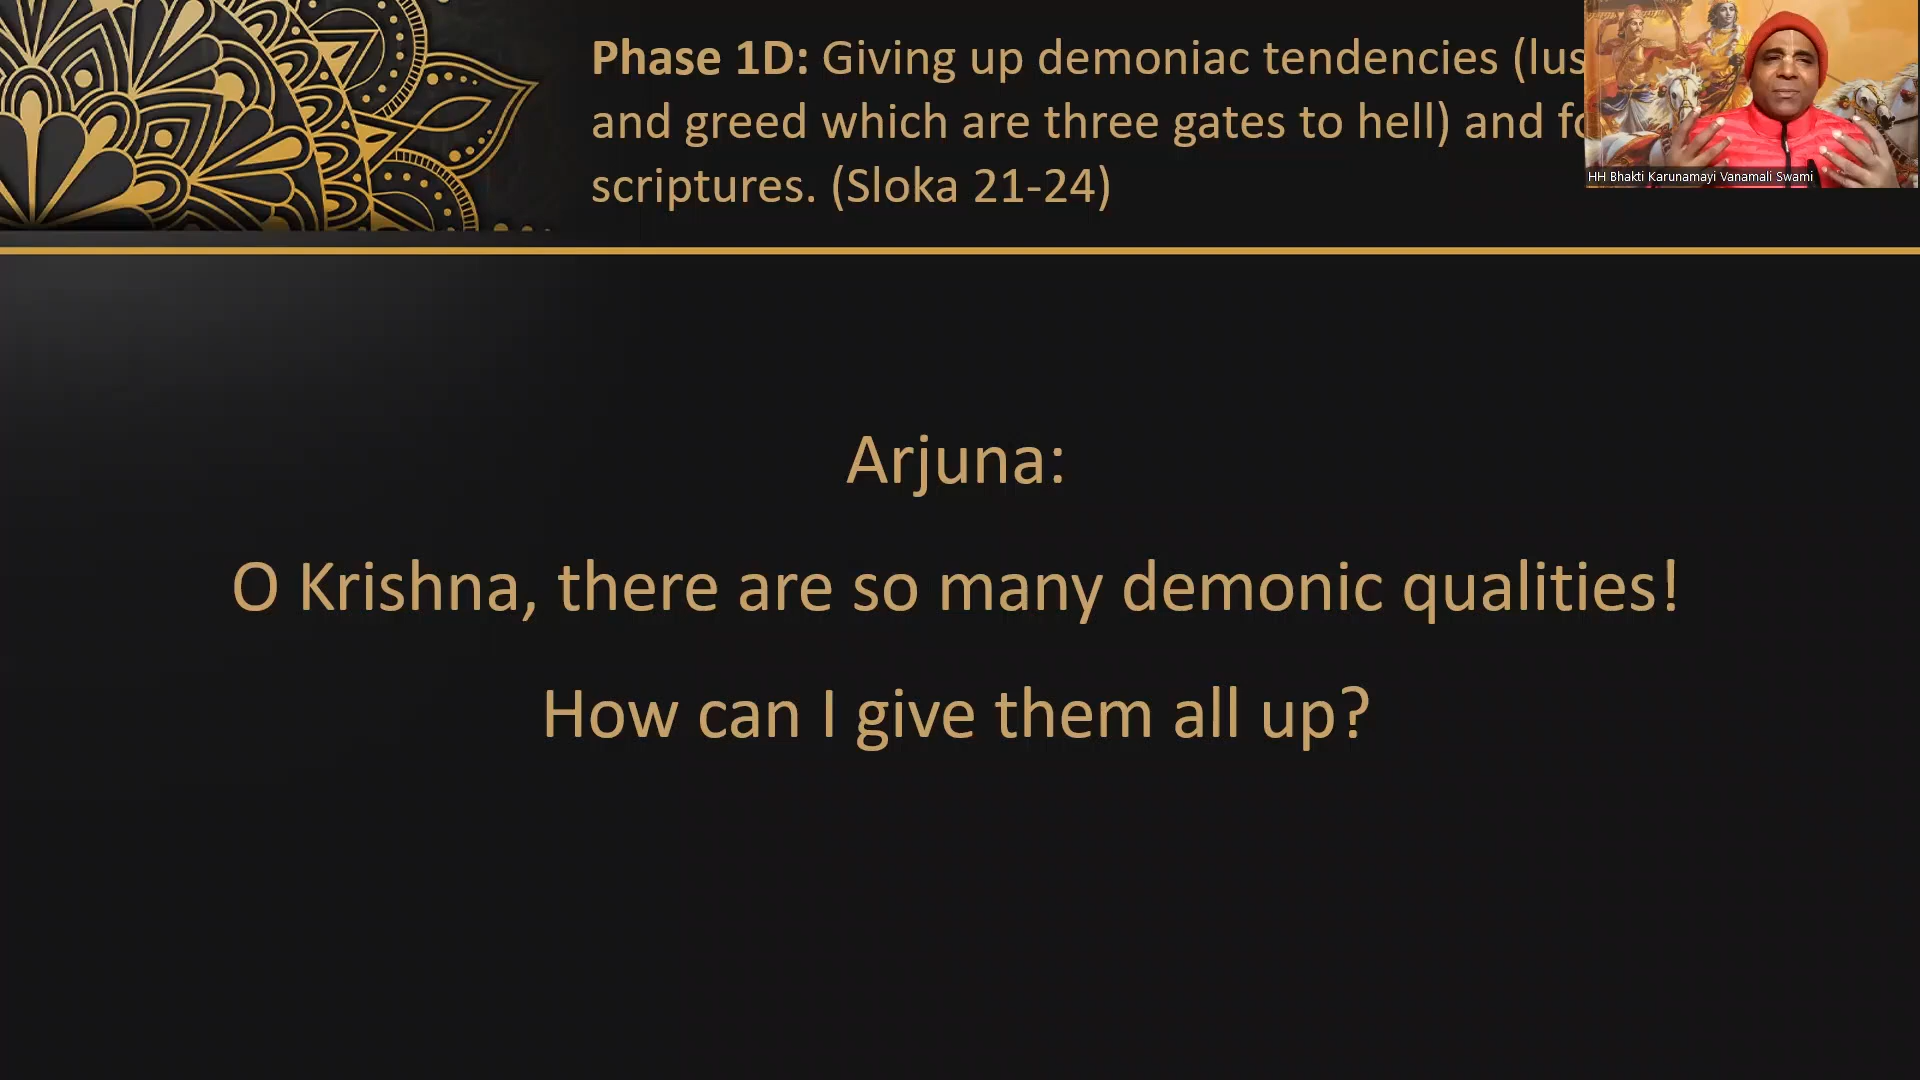 Phase 1D: Giving up demoniac tendencies
and greed which are three gates to hell) and
scriptures. (Sloka 21-24)
HH Bhakti Karunamayi Vanamali Swami
Arjuna:
O Krishna, there are so many demonic qualities!
How can I give them all up?